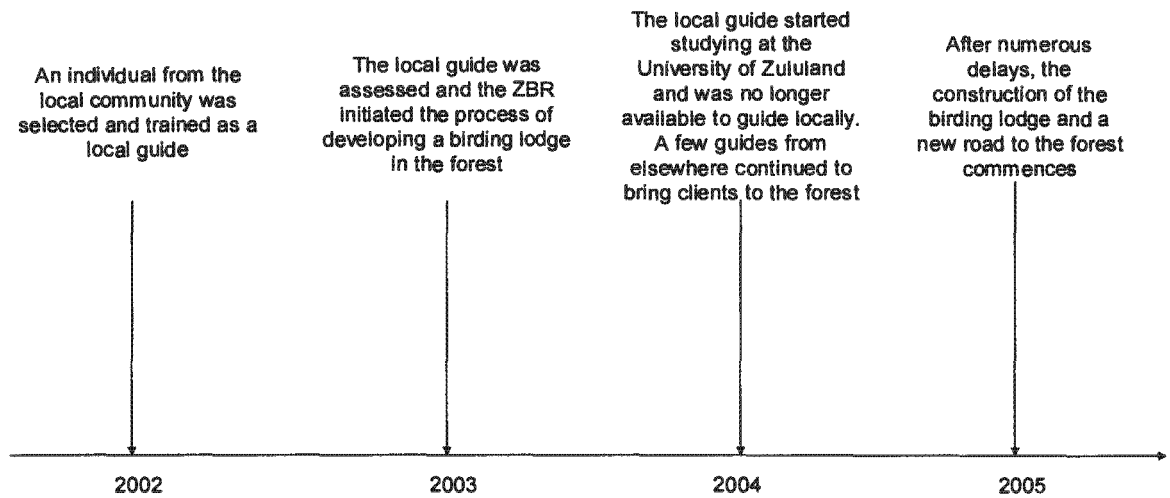 An individual from the
local community was
selected and trained as a
local guide
The local guide was
assessed and the ZBR
initiated the process of
developing a birding lodge
in the forest
The local guide started
studying at the
University of Zululand
and was no longer
available to guide locally.
A few guides from
elsewhere continued to
bring clients to the forest
After numerous
delays, the
construction of the
birding lodge and a
new road to the forest
commences
2002
2003
2004
2005